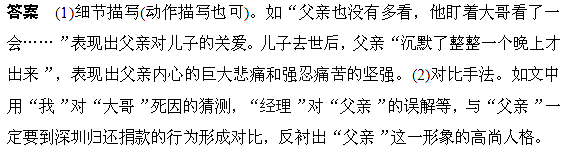 答案 (1)细节描写(动作描写也可)。如“父亲也没有多看，他盯着大哥看了一
会……”表现出父亲对儿子的关爱。儿子去世后，父亲“沉默了整整一个晚上才
出来”，表现出父亲内心的巨大悲痛和强忍痛苦的坚强。(2)对比手法。如文中
用“我”对“大哥”死因的猜测，“经理”对“父亲”的误解等，与“父亲”一
定要到深圳归还捐款的行为形成对比，反衬出“父亲”这一形象的高尚人格。